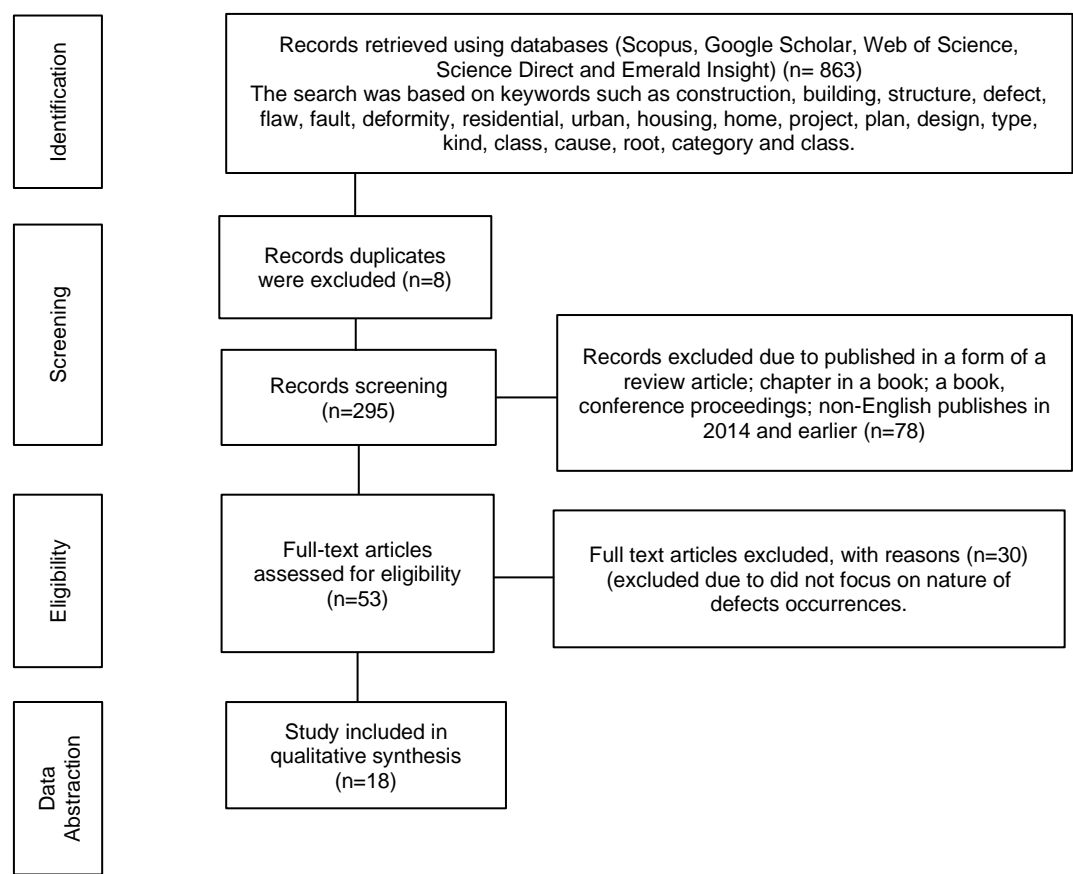 Identification
Records retrieved using databases (Scopus, Google Scholar, Web of Science,
Science Direct and Emerald Insight) (n= 863)
The search was based on keywords such as construction, building, structure, defect,
flaw, fault, deformity, residential, urban, housing, home, project, plan, design, type,
kind, class, cause, root, category and class.
Screening
Records duplicates
were excluded (n=8)
Records screening
(n=295)
Records excluded due to published in a form of a
review article; chapter in a book; a book,
conference proceedings; non-English publishes in
2014 and earlier (n=78)
Eligibility
Full-text articles
assessed for eligibility
(n=53)
Full text articles excluded, with reasons (n=30)
(excluded due to did not focus on nature of
defects occurrences.
Data
Abstraction
Study included in
qualitative synthesis
(n=18)